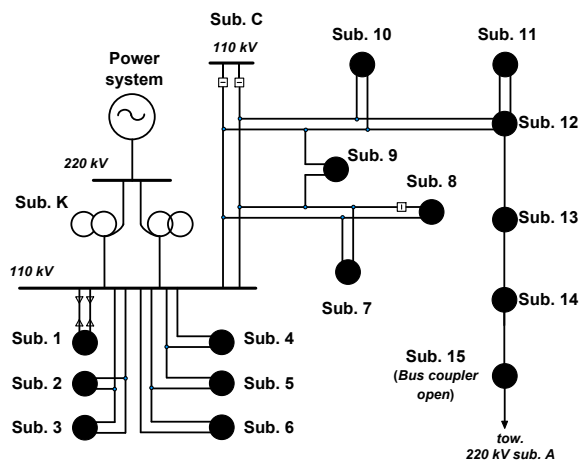 Sub. C
110 kV
Sub. 10
Sub. 11
Power
system
Sub. 12
Sub. 9
220 kV
Sub. 8
Sub. K
Sub. 13
110 kV
Sub. 7
Sub. 14
Sub. 1
Sub. 4
Sub. 15
(Bus coupler
open)
Sub. 2
Sub. 5
Sub. 3
Sub. 6
tow.
220 kV sub. A